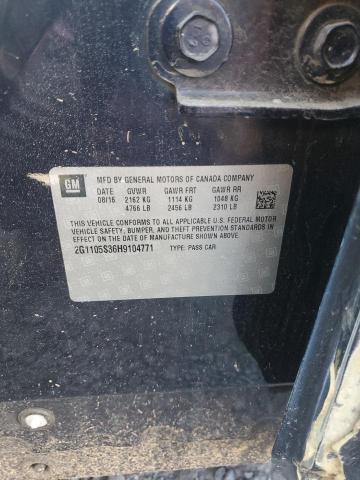 GM
MFD BY GENERAL MOTORS OF CANADA COMPANY
DATE GVWR GAWR FRT GAWR RR
08/16 2162 KG 1114 KG 1048 KG
4766 LB 2456 LB 2310 LB
THIS VEHICLE CONFORMS TO ALL APPLICABLE U.S. FEDERAL MOTOR
VEHICLE SAFETY, BUMPER, AND THEFT PREVENTION STANDARDS IN
EFFECT ON THE DATE OF MANUFACTURE SHOWN ABOVE.
2G1105S36H9104771 TYPE: PASS CAR